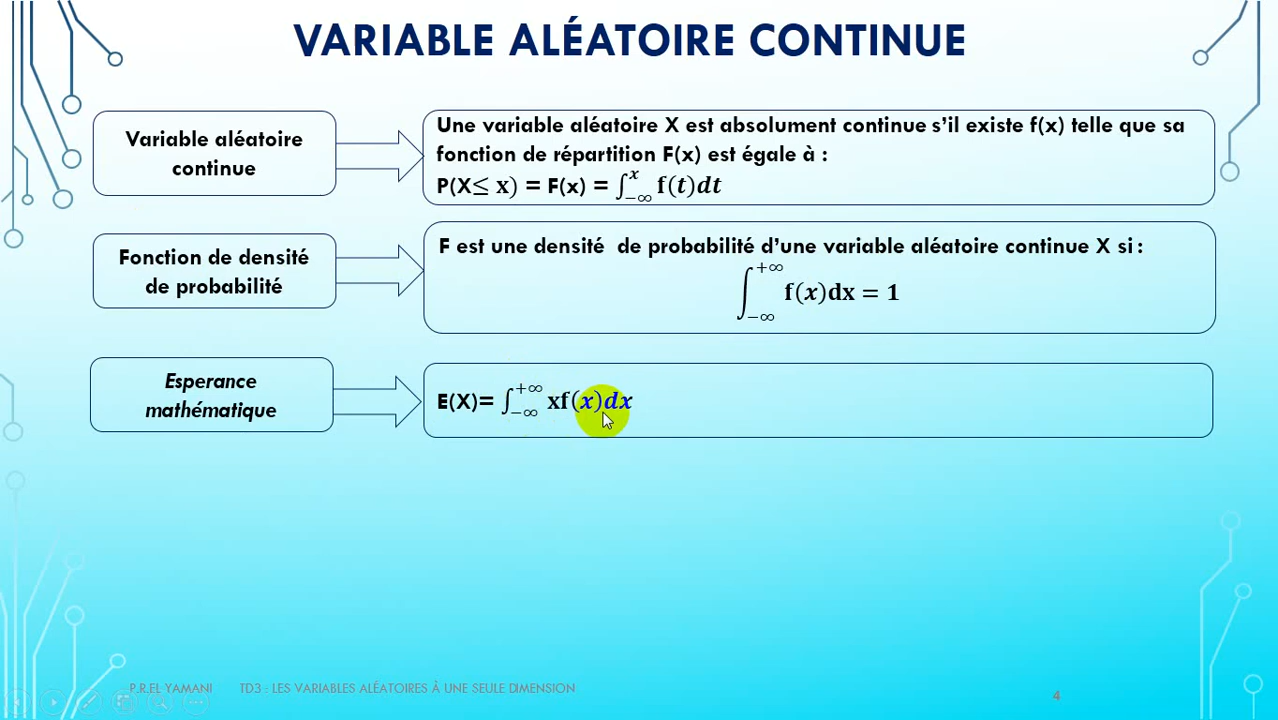 VARIABLE ALÉATOIRE CONTINUE
Variable aléatoire
continue
Une variable aléatoire X est absolument continue s’il existe f(x) telle que sa
fonction de répartition F(x) est égale à :
P(X≤ x) = F(x) = ∫_{−∞}^{x} f(t)dt
Fonction de densité
de probabilité
F est une densité de probabilité d’une variable aléatoire continue X si :
∫_{−∞}^{+∞} f(x)dx = 1
Esperance
mathématique
E(X)= ∫_{−∞}^{+∞} xf(x)dx
P.R.EL YAMANI TD3 : LES VARIABLES ALÉATOIRES À UNE SEULE DIMENSION
4